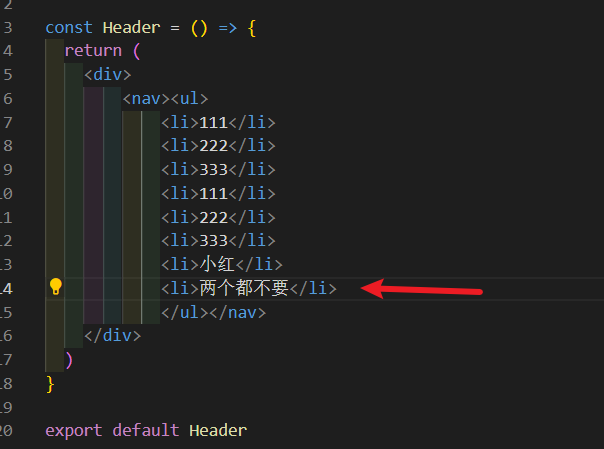 2
3 const Header = () => {
4 return (
5 <div>
6 <nav><ul>
7 <li>111</li>
8 <li>222</li>
9 <li>333</li>
10 <li>111</li>
11 <li>222</li>
12 <li>333</li>
13 <li>小红</li>
14 <li>两个都不要</li>
15 </ul></nav>
16 </div>
17 )
18 }
19
20 export default Header